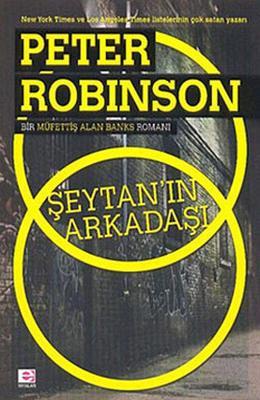 New York Times ve Los Angeles Times listelerinin çok satan yazarı
PETER
ROBINSON
BİR MÜFETTİŞ ALAN BANKS ROMANI
ŞEYTAN'IN
ARKADAŞI